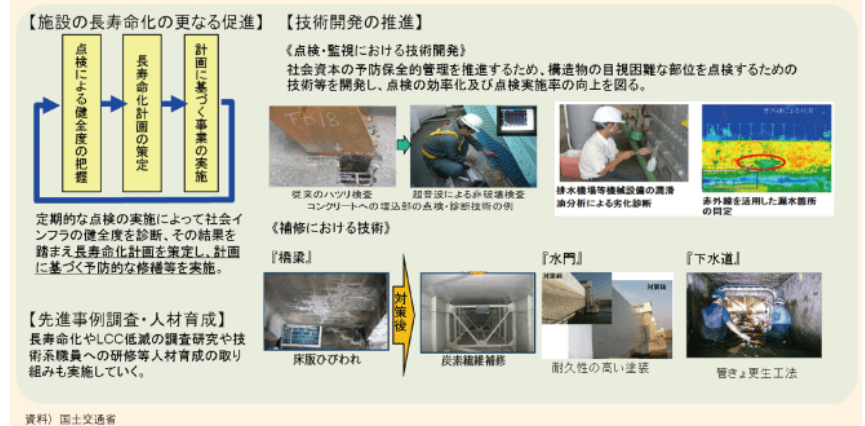 【施設の長寿命化の更なる促進】
点検による健全度の把握
長寿命化計画の策定
計画に基づく事業の実施
定期的な点検の実施によって社会
インフラの健全度を診断、その結果を
踏まえ長寿命化計画を策定し、計画
に基づく予防的な修繕等を実施。
【先進事例調査・人材育成】
長寿命化やLCC低減の調査研究や技
術系職員への研修等人材育成の取り
組みも実施していく。
【技術開発の推進】
《点検・監視における技術開発》
社会資本の予防保全的管理を推進するため、構造物の目視困難な部位を点検するための
技術等を開発し、点検の効率化及び点検実施率の向上を図る。
従来のハツリ検査
超音波による非破壊検査
コンクリートへの埋込部の点検・診断技術の例
排水機場等機械設備の潤滑
油分析による劣化診断
赤外線を活用した漏水箇所
の同定
《補修における技術》
『橋梁』
床版ひびわれ
対策後
炭素繊維補修
『水門』
対策前
対策後
耐久性の高い塗装
『下水道』
管きょ更生工法
資料）国土交通省